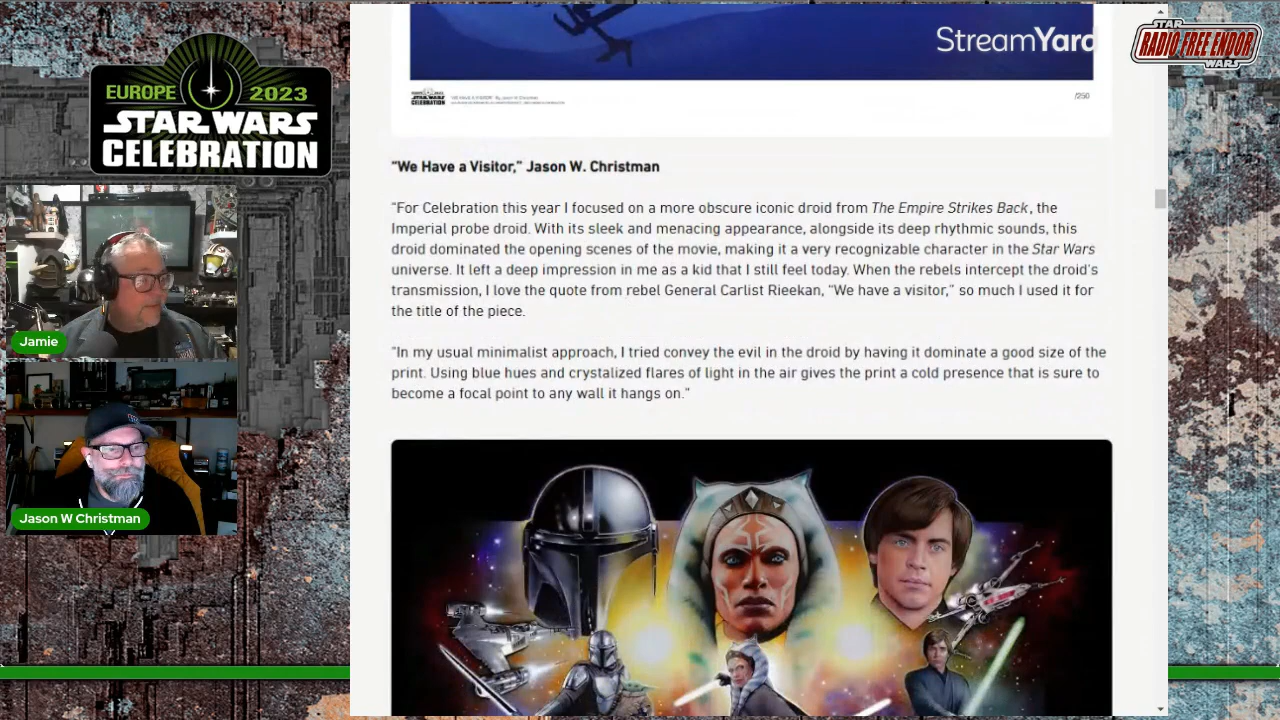 StreamYard
STAR
RADIO FREE ENDOR
WARS
EUROPE 2023
STAR WARS
CELEBRATION
/250
“We Have a Visitor,” Jason W. Christman
“For Celebration this year I focused on a more obscure iconic droid from The Empire Strikes Back, the
Imperial probe droid. With its sleek and menacing appearance, alongside its deep rhythmic sounds, this
droid dominated the opening scenes of the movie, making it a very recognizable character in the Star Wars
universe. It left a deep impression in me as a kid that I still feel today. When the rebels intercept the droid’s
transmission, I love the quote from rebel General Carlist Rieekan, “We have a visitor,” so much I used it for
the title of the piece.
“In my usual minimalist approach, I tried convey the evil in the droid by having it dominate a good size of the
print. Using blue hues and crystalized flares of light in the air gives the print a cold presence that is sure to
become a focal point to any wall it hangs on.”
Jamie
Jason W Christman